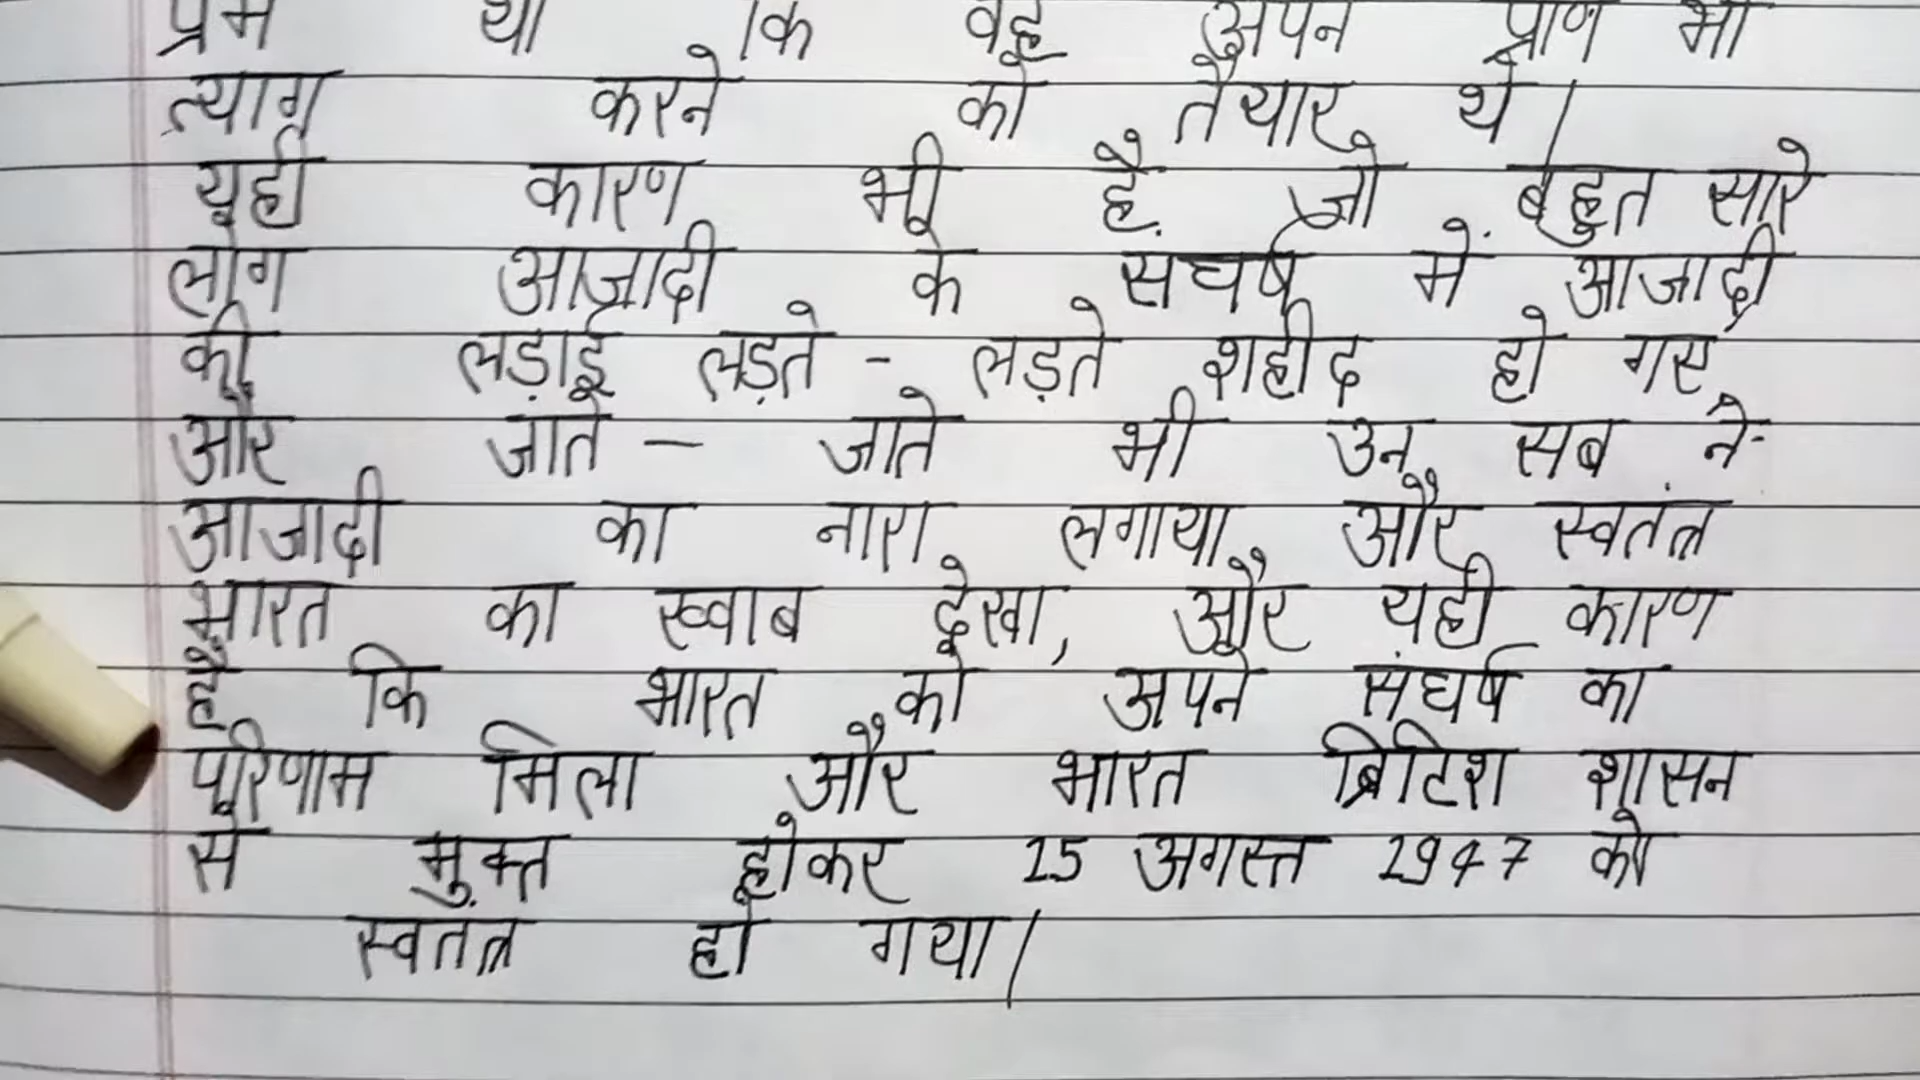 प्रेम था कि वह अपने प्राण भी
त्याग करने को तैयार थे।
यही कारण भी है जो बहुत सारे
लोग आजादी के संघर्ष में आजादी
की लड़ाई लड़ते - लड़ते शहीद हो गए
और जाते - जाते भी उन सब ने
आजादी का नारा लगाया और स्वतंत्र
भारत का ख्वाब देखा, और यही कारण
है कि भारत को अपने संघर्ष का
परिणाम मिला और भारत ब्रिटिश शासन
से मुक्त होकर 15 अगस्त 1947 को
स्वतंत्र हो गया।